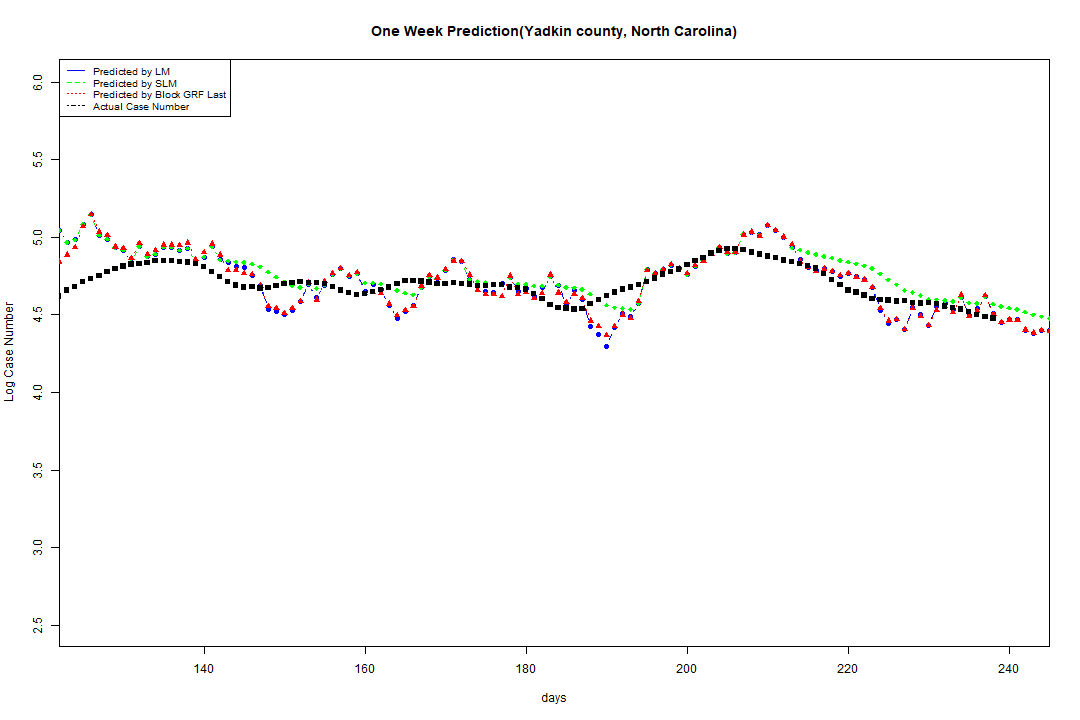 One Week Prediction(Yadkin county, North Carolina)
Predicted by LM
Predicted by SLM
Predicted by Block GRF Last
Actual Case Number
6.0
5.5
5.0
4.5
4.0
3.5
3.0
2.5
Log Case Number
140 160 180 200 220 240
days